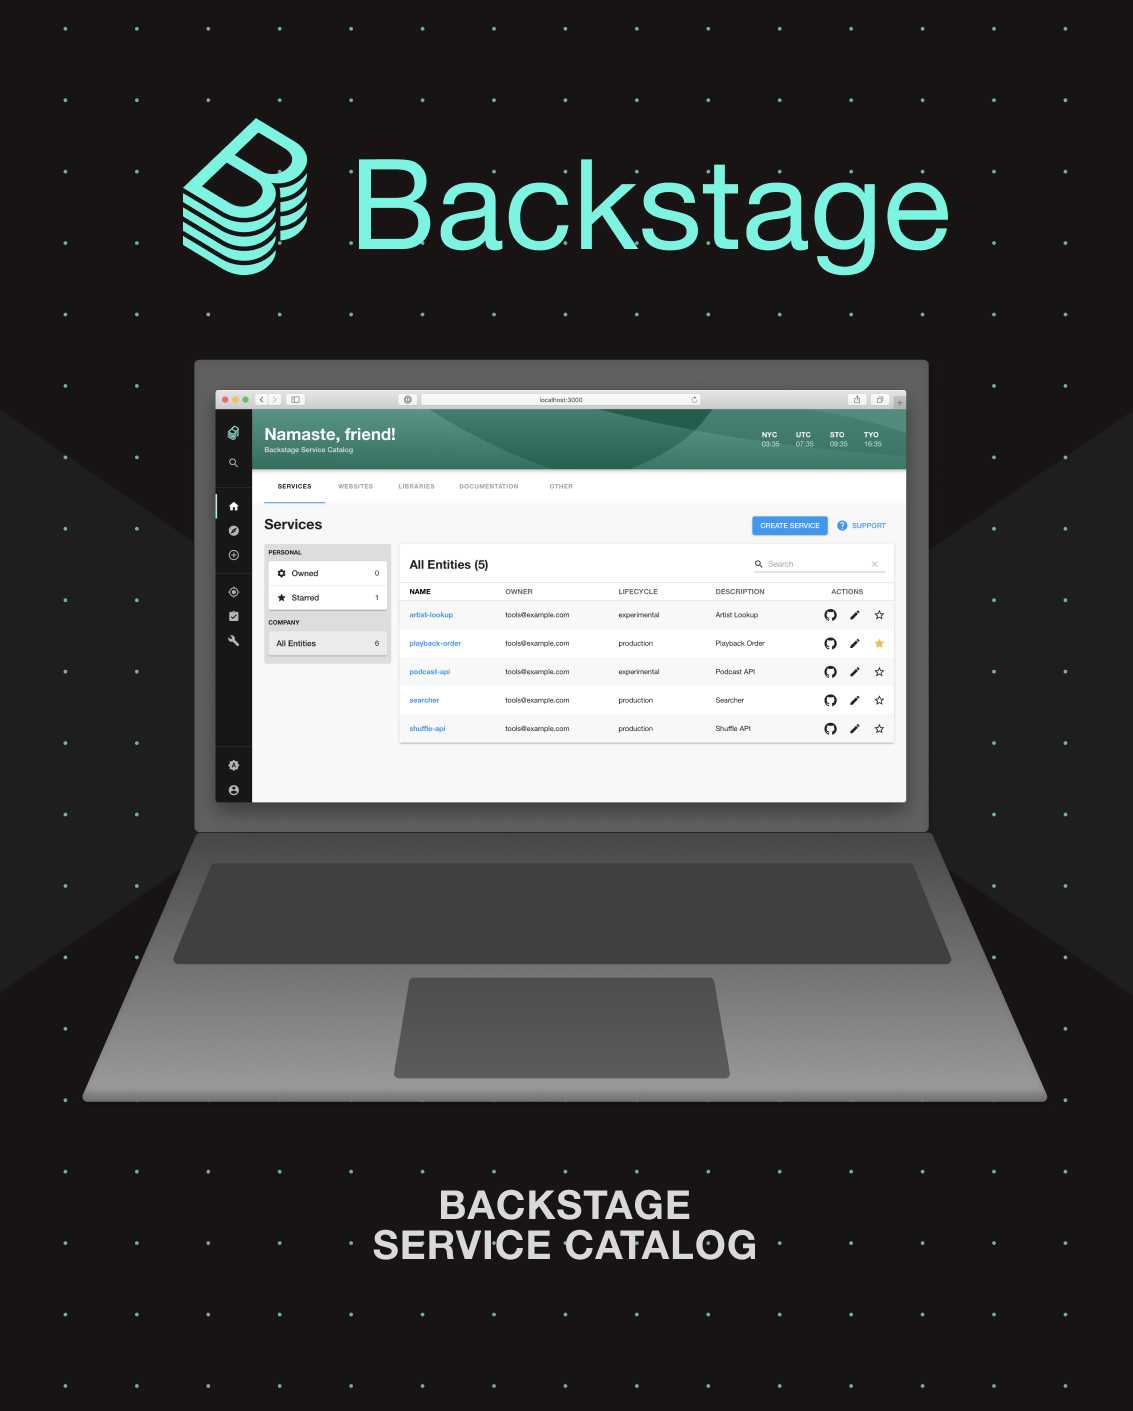 Backstage
localhost:3000
Namaste, friend!
Backstage Service Catalog
NYC UTC STO TYO
03:35 07:35 09:35 16:35
SERVICES WEBSITES LIBRARIES DOCUMENTATION OTHER
Services
CREATE SERVICE SUPPORT
PERSONAL
Owned 0
Starred 1
COMPANY
All Entities 6
All Entities (5)
Search
NAME OWNER LIFECYCLE DESCRIPTION ACTIONS
artist-lookup tools@example.com experimental Artist Lookup
playback-order tools@example.com production Playback Order
podcast-api tools@example.com experimental Podcast API
searcher tools@example.com production Searcher
shuffle-api tools@example.com production Shuffle API
BACKSTAGE
SERVICE CATALOG